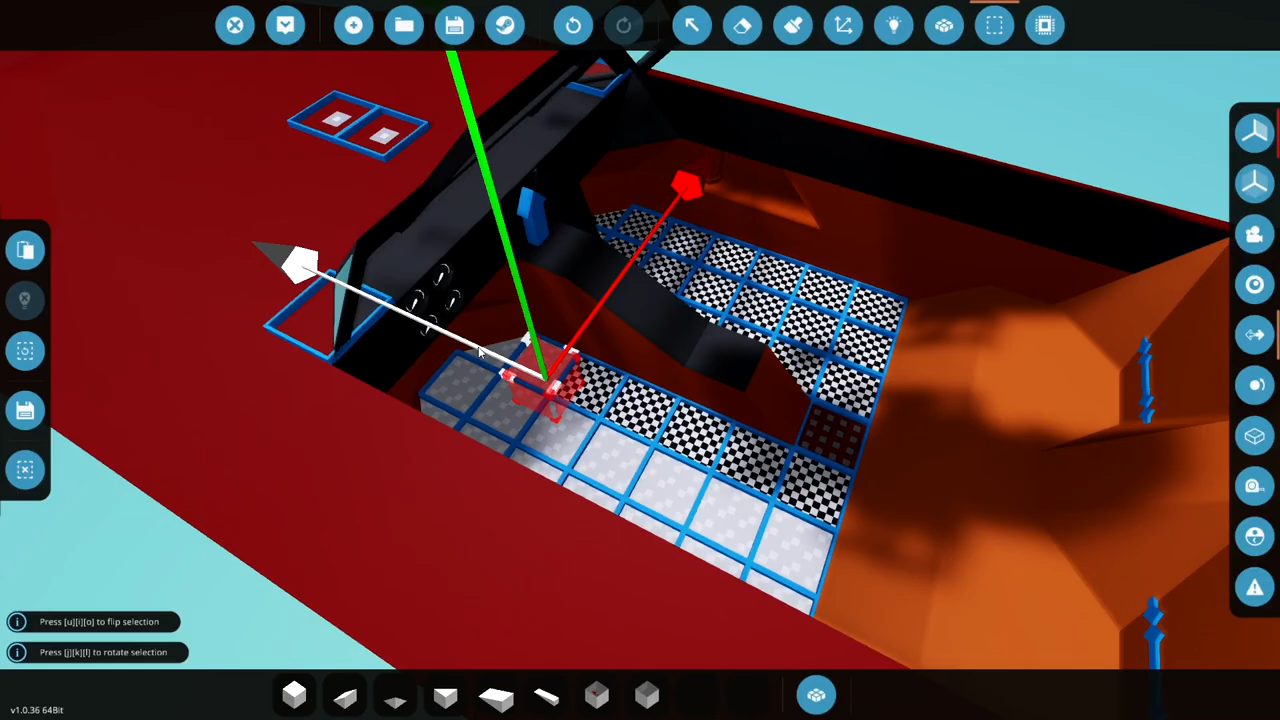 Press [u][i][o] to flip selection
Press [j][k][l] to rotate selection
v1.0.36 64Bit